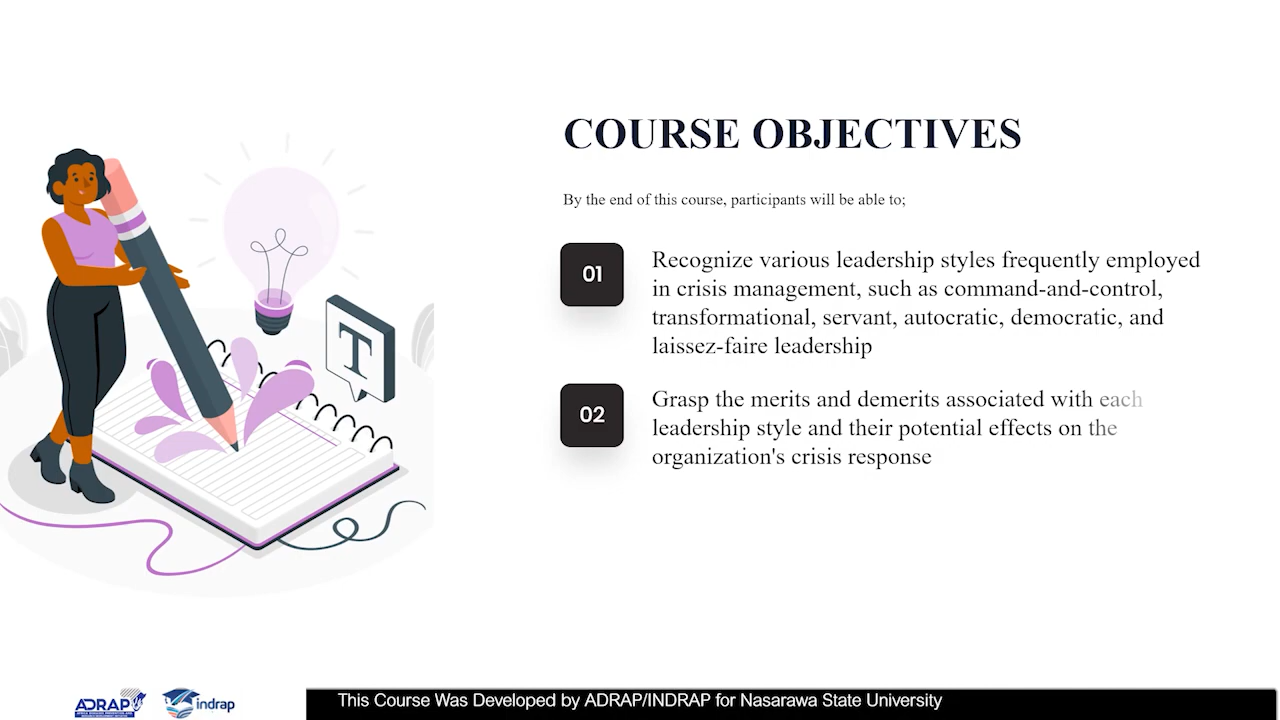 COURSE OBJECTIVES
By the end of this course, participants will be able to;
01
Recognize various leadership styles frequently employed
in crisis management, such as command-and-control,
transformational, servant, autocratic, democratic, and
laissez-faire leadership
02
Grasp the merits and demerits associated with each
leadership style and their potential effects on the
organization's crisis response
T
ADRAP
indrap
This Course Was Developed by ADRAP/INDRAP for Nasarawa State University